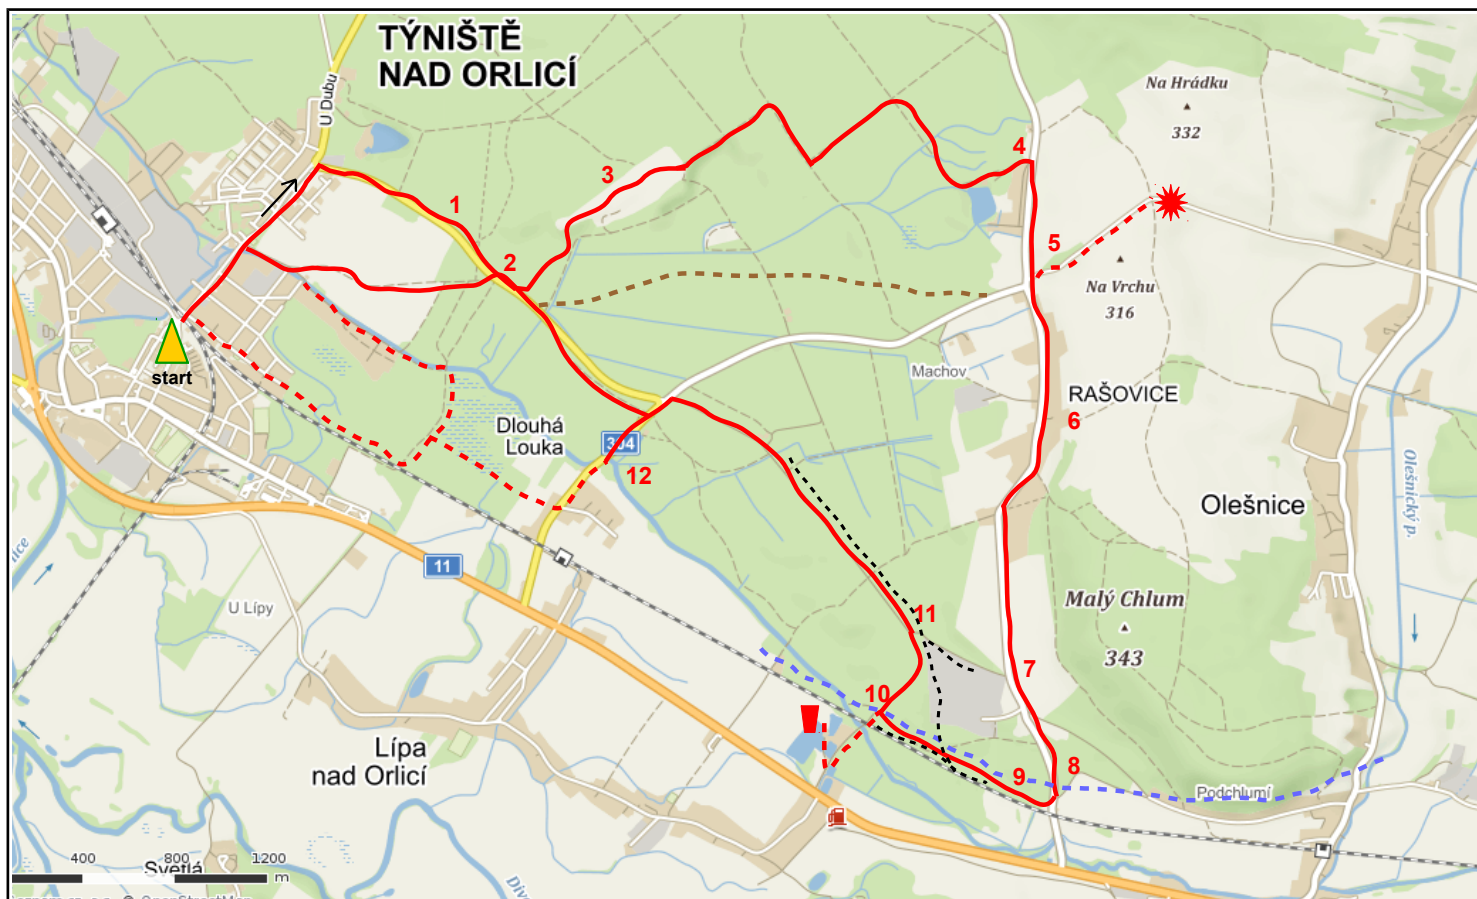 TÝNIŠTĚ
NAD ORLICÍ
U Dubu
Na Hrádku
332
4
3
1
5
2
Na Vrchu
316
start
Machov
RAŠOVICE
6
Dlouhá
Louka
304
12
Olešnický p.
Olešnice
11
U Lípy
Malý Chlum
343
11
7
10
Lípa
nad Orlicí
8
9
Podchlumí
400
800
1200
m
Světlá